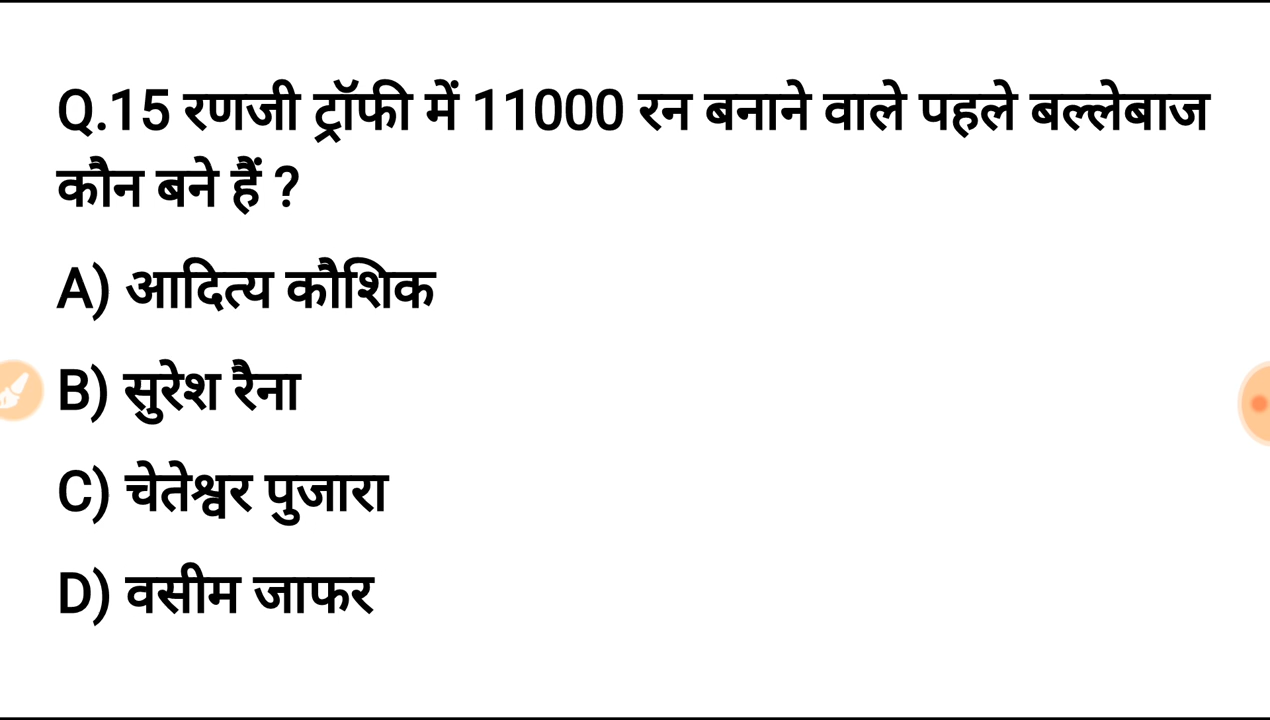 Q.15 रणजी ट्रॉफी में 11000 रन बनाने वाले पहले बल्लेबाज
कौन बने हैं ?
A) आदित्य कौशिक
B) सुरेश रैना
C) चेतेश्वर पुजारा
D) वसीम जाफर